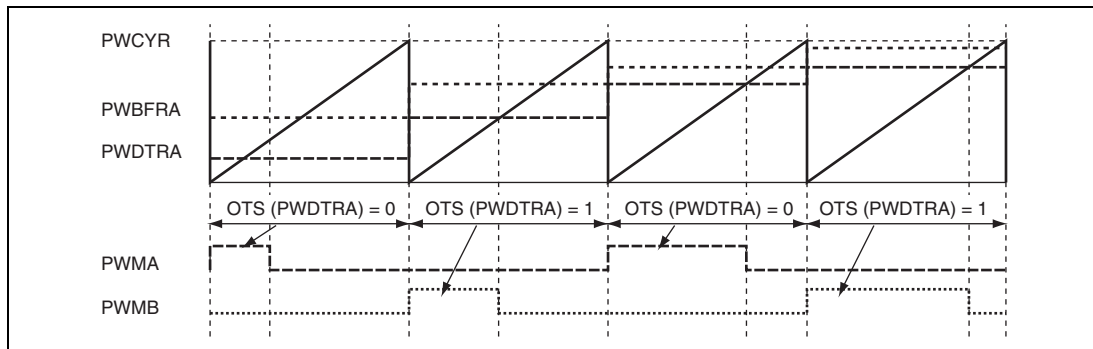 PWCYR
PWBFRA
PWDTRA
OTS (PWDTRA) = 0 OTS (PWDTRA) = 1 OTS (PWDTRA) = 0 OTS (PWDTRA) = 1
PWMA
PWMB